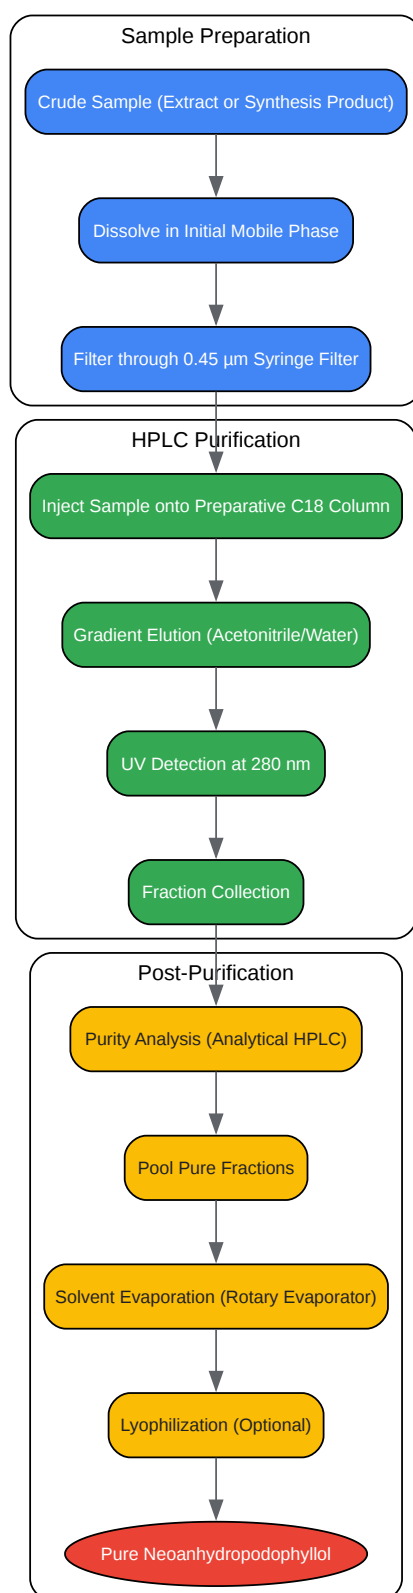 Sample Preparation
Crude Sample (Extract or Synthesis Product)
Dissolve in Initial Mobile Phase
Filter through 0.45 µm Syringe Filter
HPLC Purification
Inject Sample onto Preparative C18 Column
Gradient Elution (Acetonitrile/Water)
UV Detection at 280 nm
Fraction Collection
Post-Purification
Purity Analysis (Analytical HPLC)
Pool Pure Fractions
Solvent Evaporation (Rotary Evaporator)
Lyophilization (Optional)
Pure Neoanhydropodophyllol